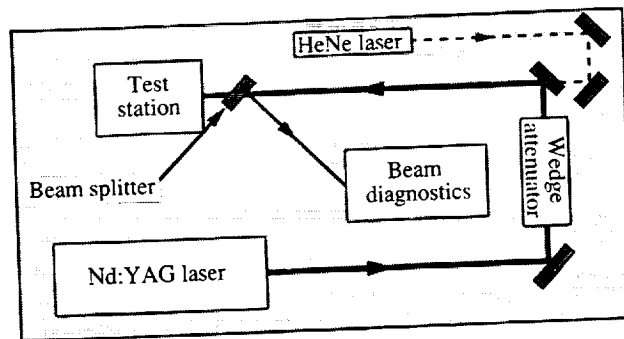 HeNe laser
Test
station
Wedge
attenuator
Beam splitter
Beam
diagnostics
Nd:YAG laser